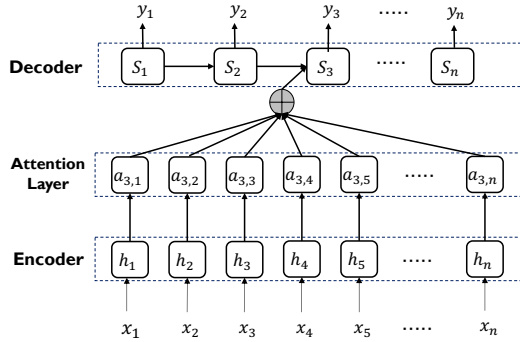 y₁ y₂ y₃ ..... yₙ
Decoder S₁ S₂ S₃ ..... Sₙ
Attention Layer a₃,₁ a₃,₂ a₃,₃ a₃,₄ a₃,₅ ..... a₃,ₙ
Encoder h₁ h₂ h₃ h₄ h₅ ..... hₙ
x₁ x₂ x₃ x₄ x₅ ..... xₙ